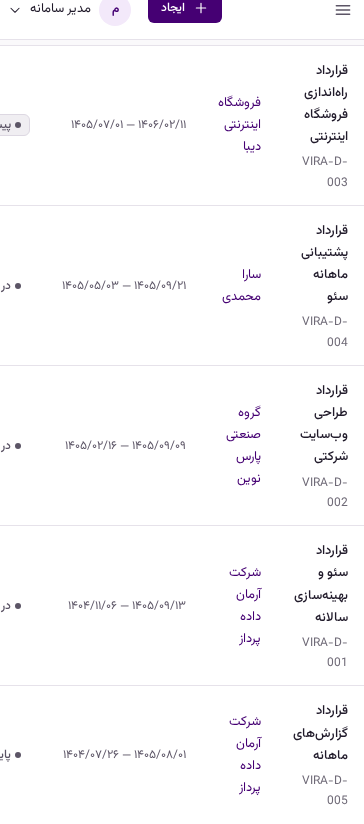 ایجاد
م
مدیر سامانه
قرارداد
راه‌اندازی
فروشگاه
اینترنتی
VIRA-D-
003
فروشگاه
اینترنتی
دیبا
۱۴۰۵/۰۷/۰۱ — ۱۴۰۶/۰۲/۱۱
قرارداد
پشتیبانی
ماهانه
سئو
VIRA-D-
004
سارا
محمدی
۱۴۰۵/۰۵/۰۳ — ۱۴۰۵/۰۹/۲۱
در
قرارداد
طراحی
وب‌سایت
شرکتی
VIRA-D-
002
گروه
صنعتی
پارس
نوین
۱۴۰۵/۰۲/۱۶ — ۱۴۰۵/۰۹/۰۹
در
قرارداد
سئو و
بهینه‌سازی
سالانه
VIRA-D-
001
شرکت
آرمان
داده
پرداز
۱۴۰۴/۱۱/۰۶ — ۱۴۰۵/۰۹/۱۳
در
قرارداد
گزارش‌های
ماهانه
VIRA-D-
005
شرکت
آرمان
داده
پرداز
۱۴۰۴/۰۷/۲۶ — ۱۴۰۵/۰۸/۰۱